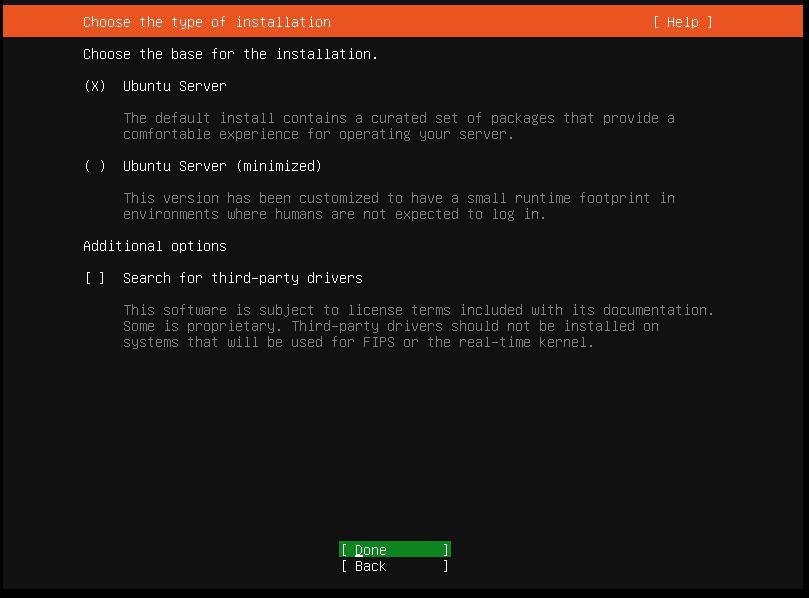 Choose the type of installation [ Help ]
Choose the base for the installation.
(X) Ubuntu Server
The default install contains a curated set of packages that provide a
comfortable experience for operating your server.
( ) Ubuntu Server (minimized)
This version has been customized to have a small runtime footprint in
environments where humans are not expected to log in.
Additional options
[ ] Search for third-party drivers
This software is subject to license terms included with its documentation.
Some is proprietary. Third-party drivers should not be installed on
systems that will be used for FIPS or the real-time kernel.
[ Done ]
[ Back ]